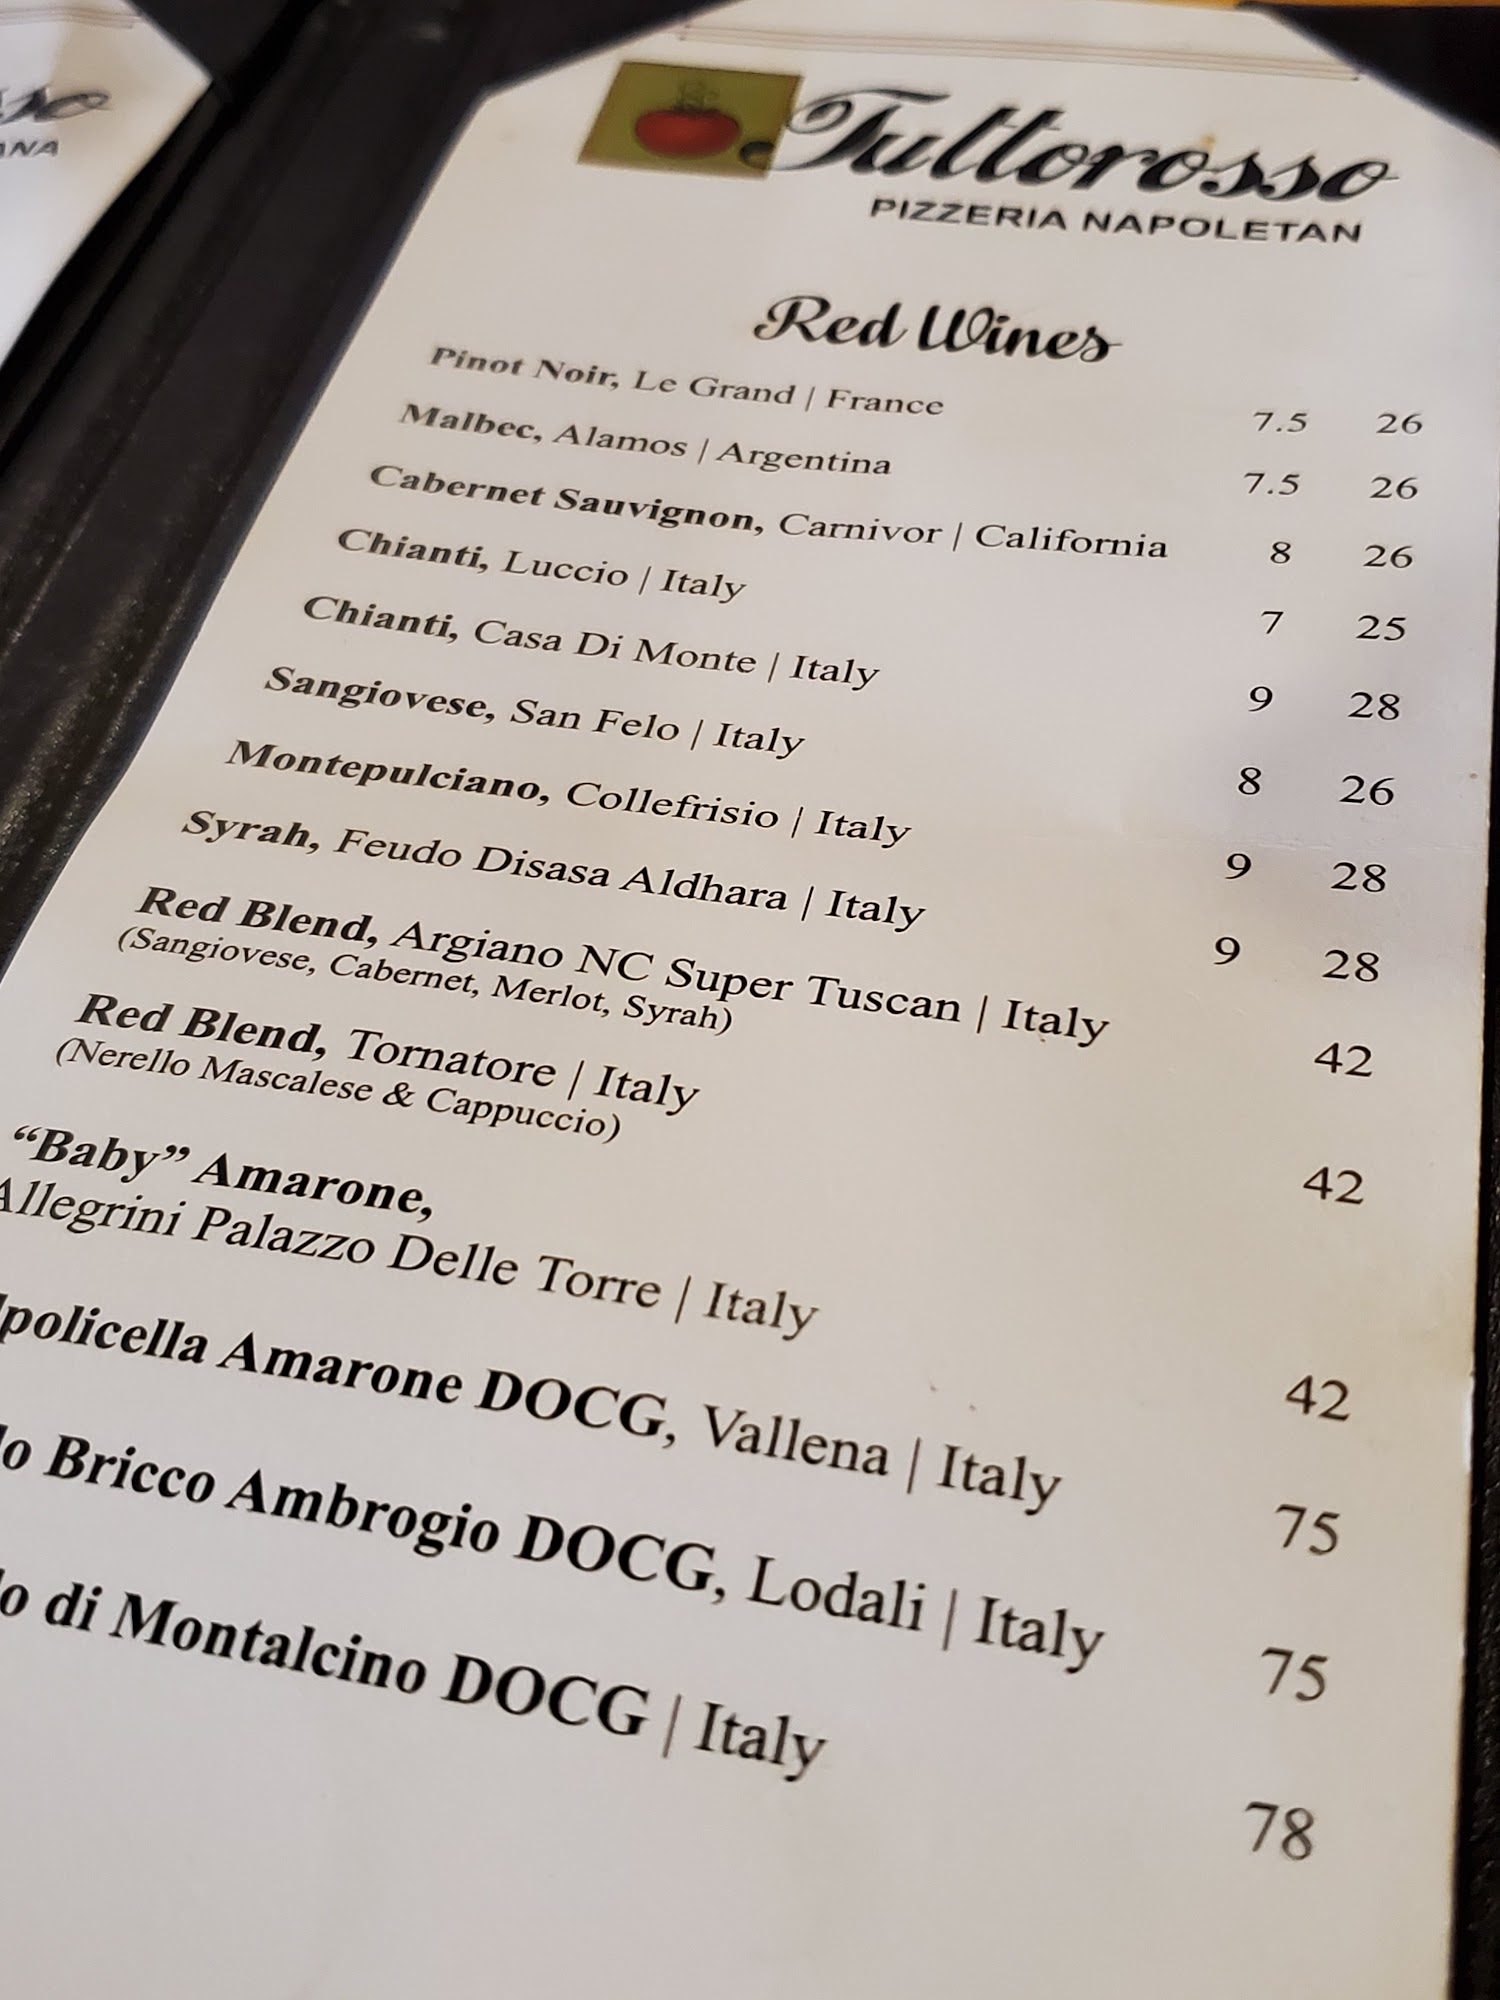 sso
ANA
Tuttorosso
PIZZERIA NAPOLETAN
Red Wines
Pinot Noir, Le Grand | France 7.5 26
Malbec, Alamos | Argentina 7.5 26
Cabernet Sauvignon, Carnivor | California 8 26
Chianti, Luccio | Italy 7 25
Chianti, Casa Di Monte | Italy 9 28
Sangiovese, San Felo | Italy 8 26
Montepulciano, Collefrisio | Italy 9 28
Syrah, Feudo Disasa Aldhara | Italy 9 28
Red Blend, Argiano NC Super Tuscan | Italy 42
(Sangiovese, Cabernet, Merlot, Syrah)
Red Blend, Tornatore | Italy 42
(Nerello Mascalese & Cappuccio)
“Baby” Amarone,
Allegrini Palazzo Delle Torre | Italy 42
lpolicella Amarone DOCG, Vallena | Italy 75
lo Bricco Ambrogio DOCG, Lodali | Italy 75
lo di Montalcino DOCG | Italy 78